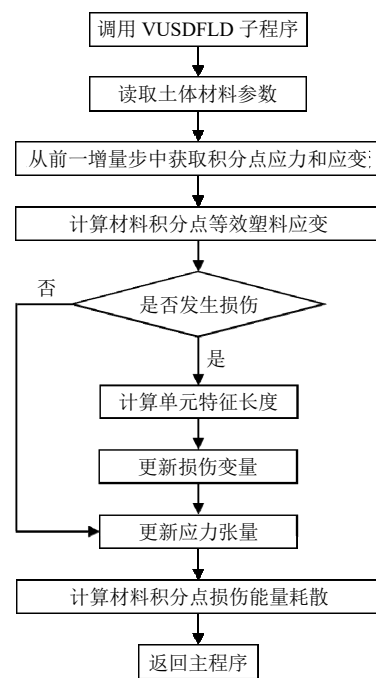 调用 VUSDFLD 子程序
读取土体材料参数
从前一增量步中获取积分点应力和应变
计算材料积分点等效塑料应变
否
是否发生损伤
是
计算单元特征长度
更新损伤变量
更新应力张量
计算材料积分点损伤能量耗散
返回主程序